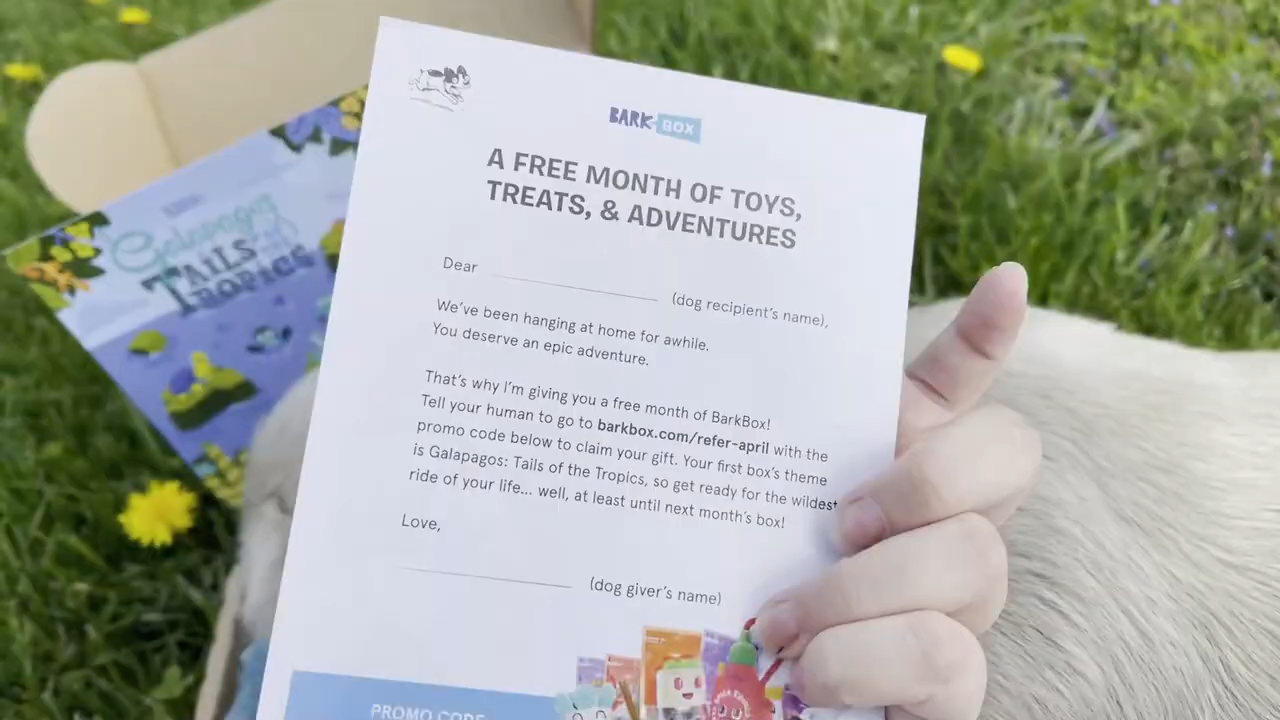 BARK BOX
A FREE MONTH OF TOYS,
TREATS, & ADVENTURES
Dear ____________ (dog recipient's name),
We've been hanging at home for awhile.
You deserve an epic adventure.
That's why I'm giving you a free month of BarkBox!
Tell your human to go to barkbox.com/refer-april with the
promo code below to claim your gift. Your first box's theme
is Galapagos: Tails of the Tropics, so get ready for the wildest
ride of your life... well, at least until next month's box!
Love,
____________ (dog giver's name)
PROMO CODE
Galapagos
TAILS
TROPICS